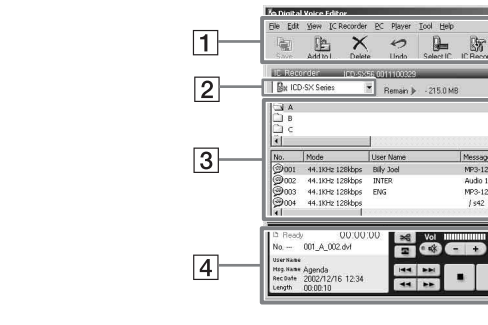 Digital Voice Editor
File Edit View IC Recorder PC Player Tool Help
1
Save Add to L Delete Undo Select IC IC Recor
IC Recorder ICD-SX56 0011100329
2
ICD-SX Series Remain - 215.0 MB
A
B
C
3
No. Mode User Name Messag
001 44.1KHz 128kbps Billy Joel MP3-12
002 44.1KHz 128kbps INTER Audio 1
003 44.1KHz 128kbps ENG MP3-12
004 44.1KHz 128kbps / s42
Ready 00:00:00 Vol
No. --- 001_A_002.dvf
4
User Name
Msg. Name Agenda
Rec Date 2002/12/16 12:34
Length 00:00:10